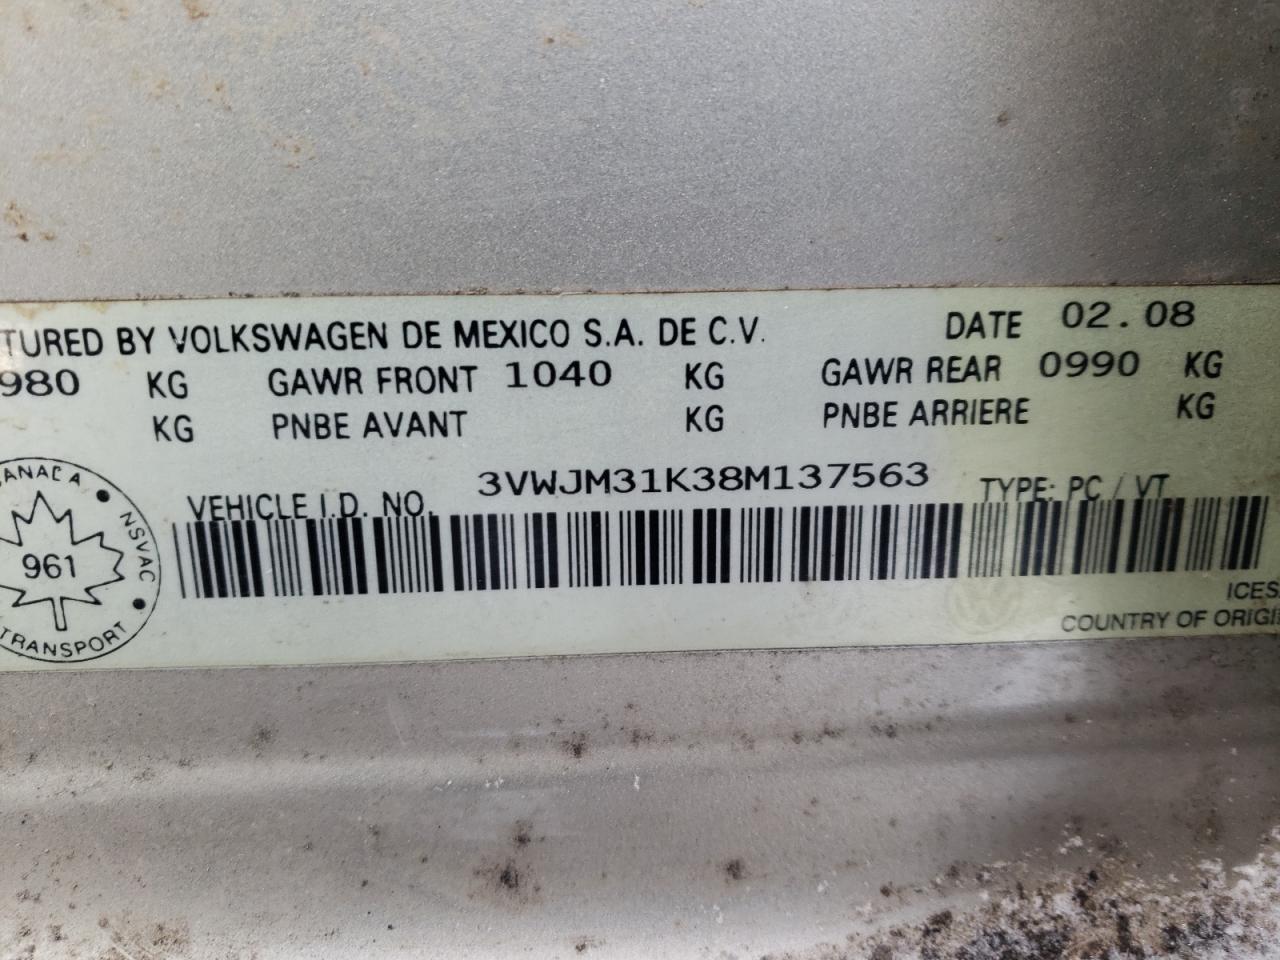 TURED BY VOLKSWAGEN DE MEXICO S.A. DE C.V. DATE 02.08
980 KG GAWR FRONT 1040 KG GAWR REAR 0990 KG
KG PNBE AVANT KG PNBE ARRIERE KG
VEHICLE I.D. NO. 3VWJM31K38M137563 TYPE: PC / VT
CANADA
NSVAC
961
TRANSPORT
ICES
COUNTRY OF ORIGI